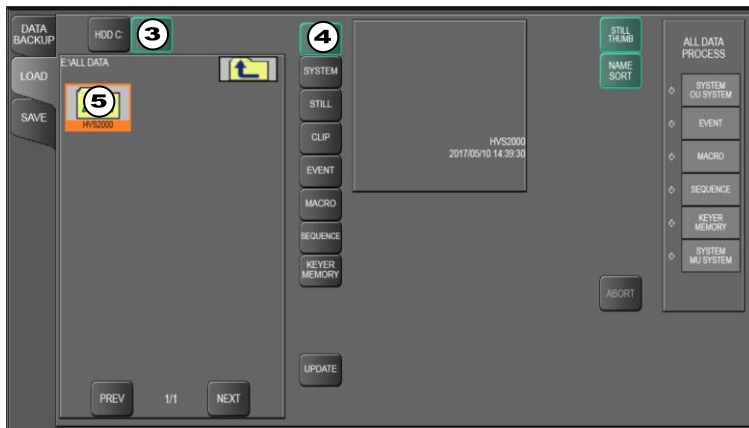 DATA
BACKUP
LOAD
SAVE
HDD C:
3
E:\ALL DATA
5
HVS2000
PREV
1/1
NEXT
4
SYSTEM
STILL
CLIP
EVENT
MACRO
SEQUENCE
KEYER
MEMORY
UPDATE
HVS2000
2017/05/10 14:39:30
STILL
THUMB
NAME
SORT
ABORT
ALL DATA
PROCESS
SYSTEM
OU SYSTEM
EVENT
MACRO
SEQUENCE
KEYER
MEMORY
SYSTEM
MU SYSTEM